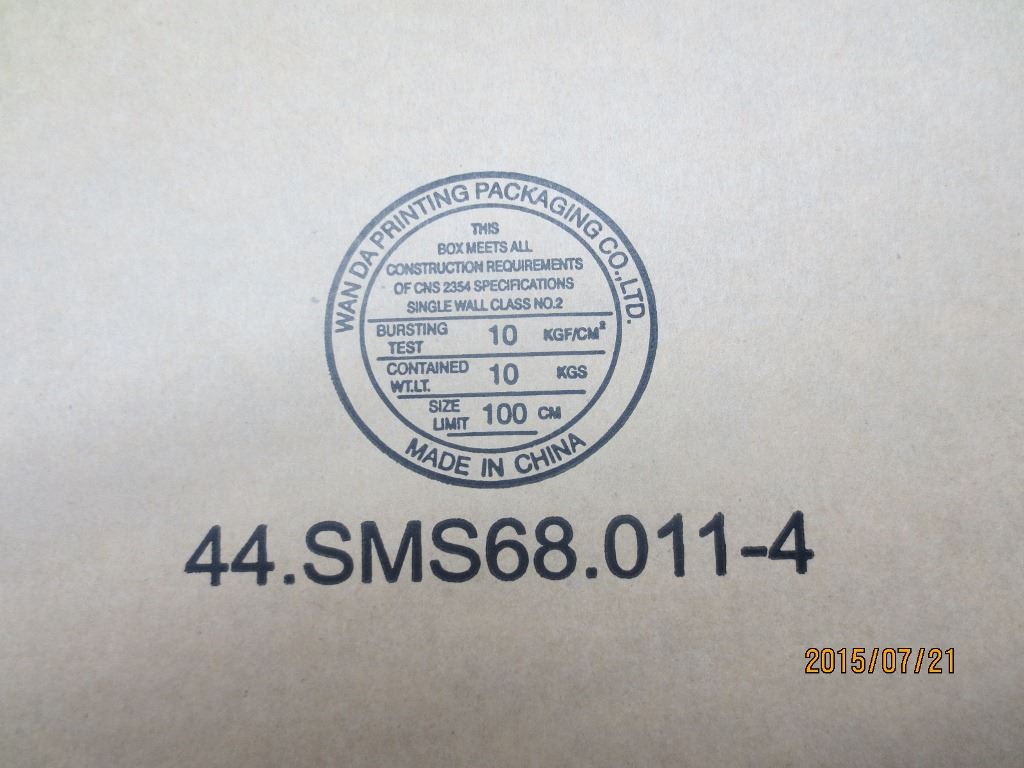 WAN DA PRINTING PACKAGING CO.,LTD.
THIS
BOX MEETS ALL
CONSTRUCTION REQUIREMENTS
OF CNS 2354 SPECIFICATIONS
SINGLE WALL CLASS NO.2
BURSTING TEST 10 KGF/CM²
CONTAINED WT.LT. 10 KGS
SIZE LIMIT 100 CM
MADE IN CHINA
44.SMS68.011-4
2015/07/21